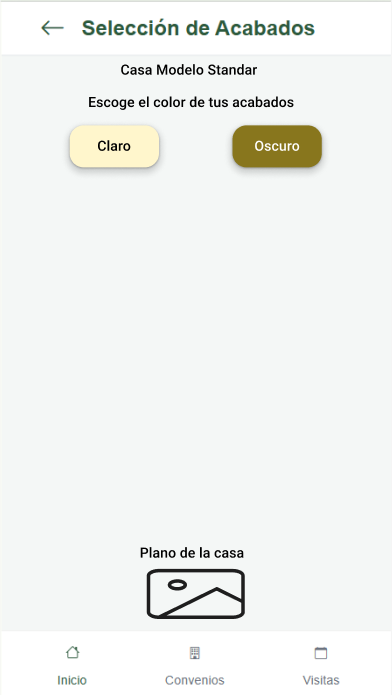 Selección de Acabados
Casa Modelo Standar
Escoge el color de tus acabados
Claro
Oscuro
Plano de la casa
Inicio
Convenios
Visitas